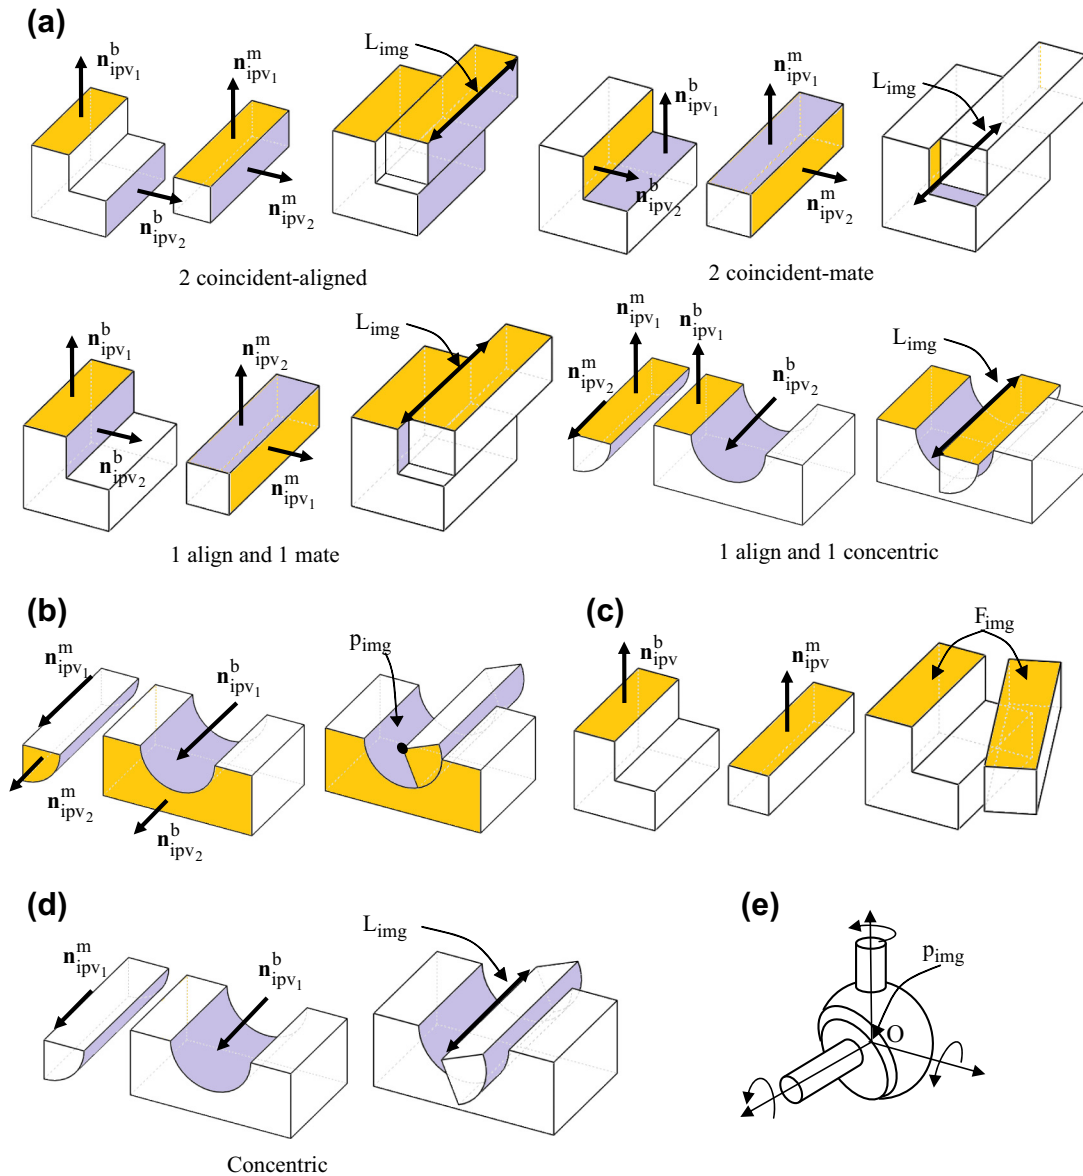 (a)
n^b_ipv1
n^m_ipv1
L_img
n^b_ipv2
n^m_ipv2
2 coincident-aligned
n^b_ipv1
n^m_ipv1
L_img
n^b_ipv2
n^m_ipv2
2 coincident-mate
n^b_ipv1
n^m_ipv2
L_img
n^b_ipv2
n^m_ipv1
1 align and 1 mate
n^m_ipv1
n^b_ipv1
n^m_ipv2
n^b_ipv2
L_img
1 align and 1 concentric
(b)
n^m_ipv1
n^b_ipv1
p_img
n^m_ipv2
n^b_ipv2
(c)
n^b_ipv
n^m_ipv
F_img
(d)
n^m_ipv1
n^b_ipv1
L_img
Concentric
(e)
p_img
O